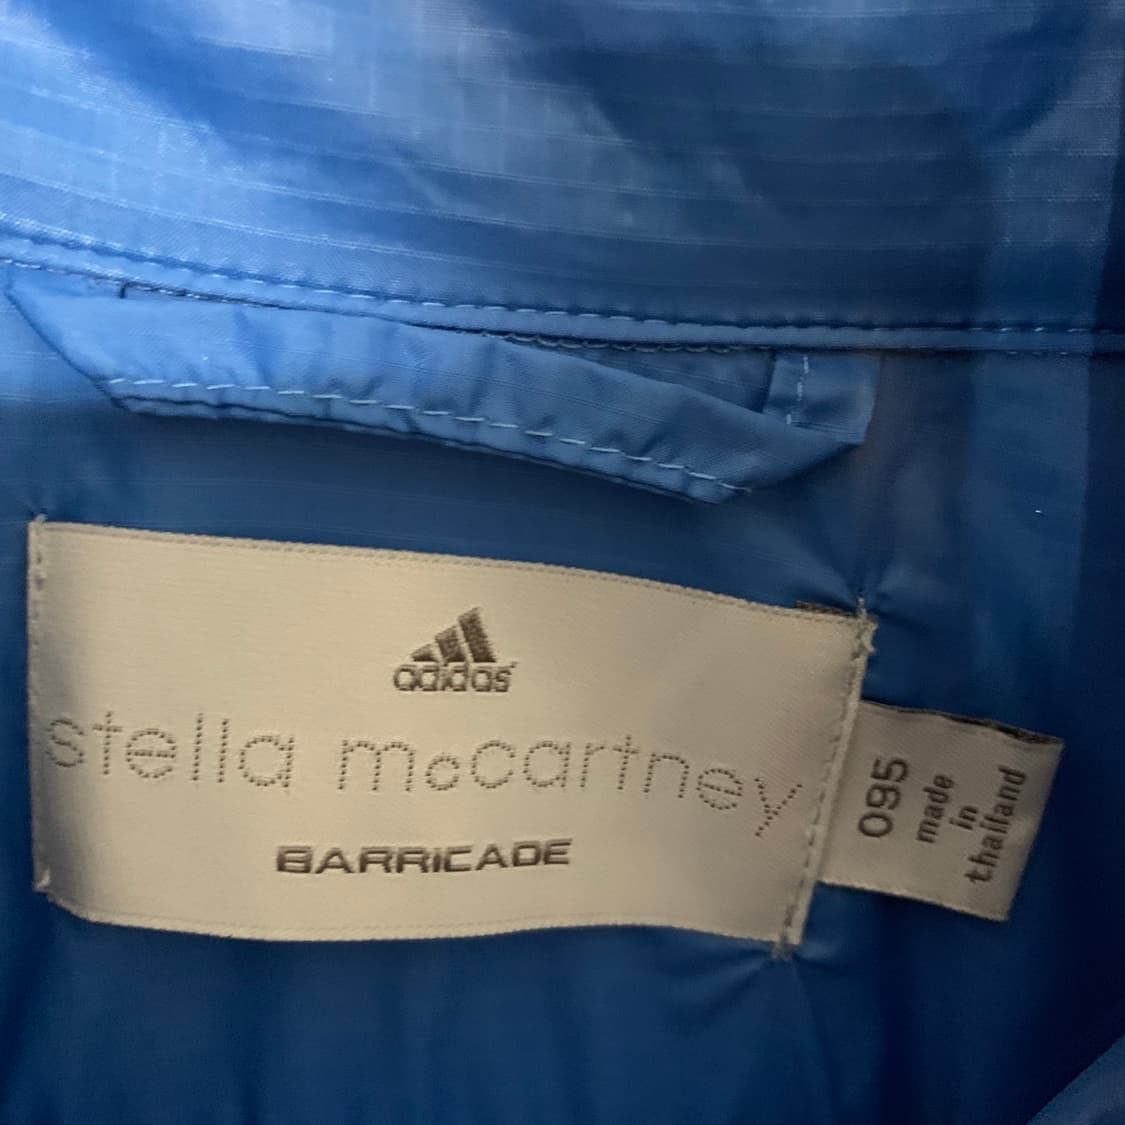 adidas
stella mccartney
BARRICADE
095
made
in
thailand